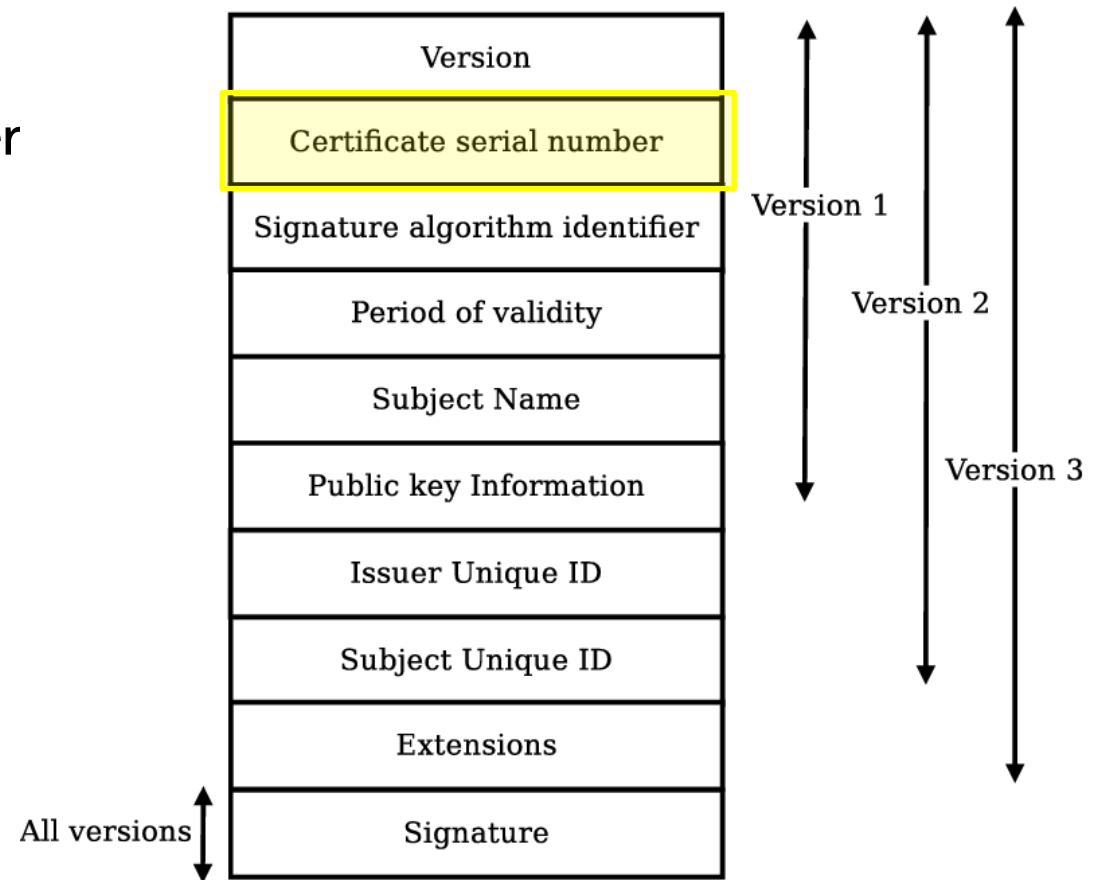 Version
Certificate serial number
Signature algorithm identifier
Period of validity
Subject Name
Public key Information
Issuer Unique ID
Subject Unique ID
Extensions
Signature
Version 1
Version 2
Version 3
All versions